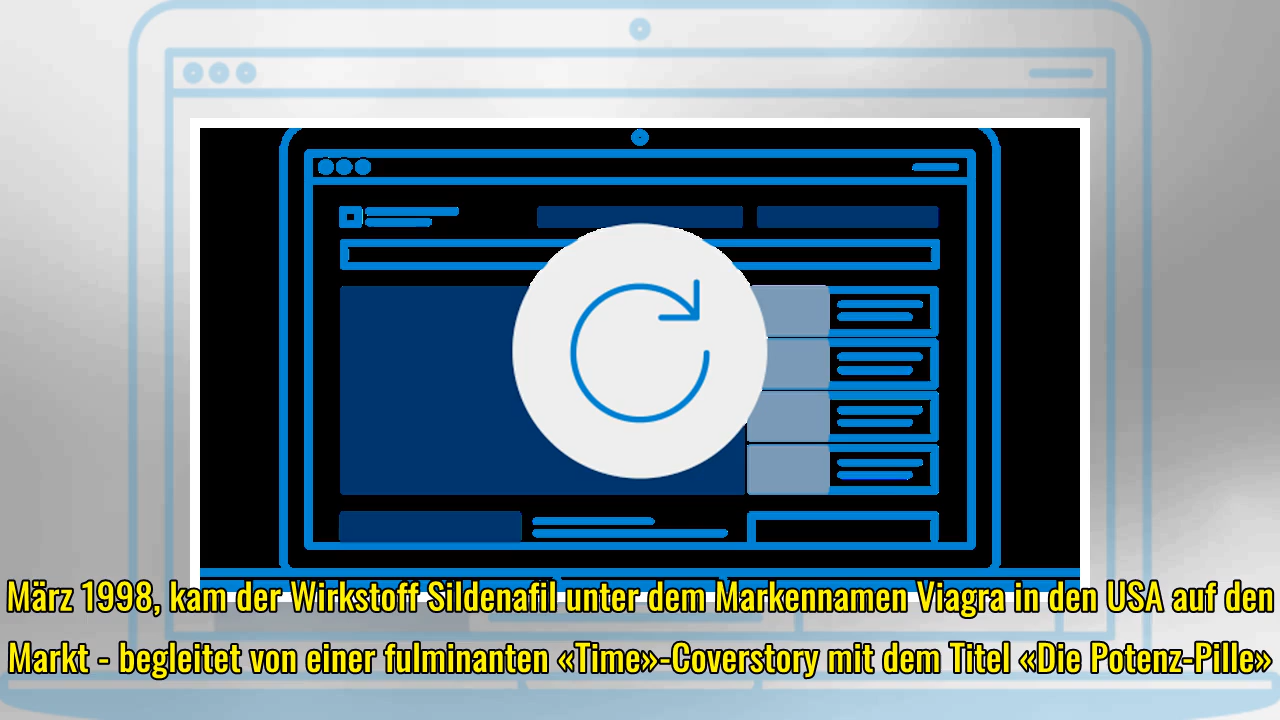 März 1998, kam der Wirkstoff Sildenafil unter dem Markennamen Viagra in den USA auf den
Markt - begleitet von einer fulminanten «Time»-Coverstory mit dem Titel «Die Potenz-Pille»